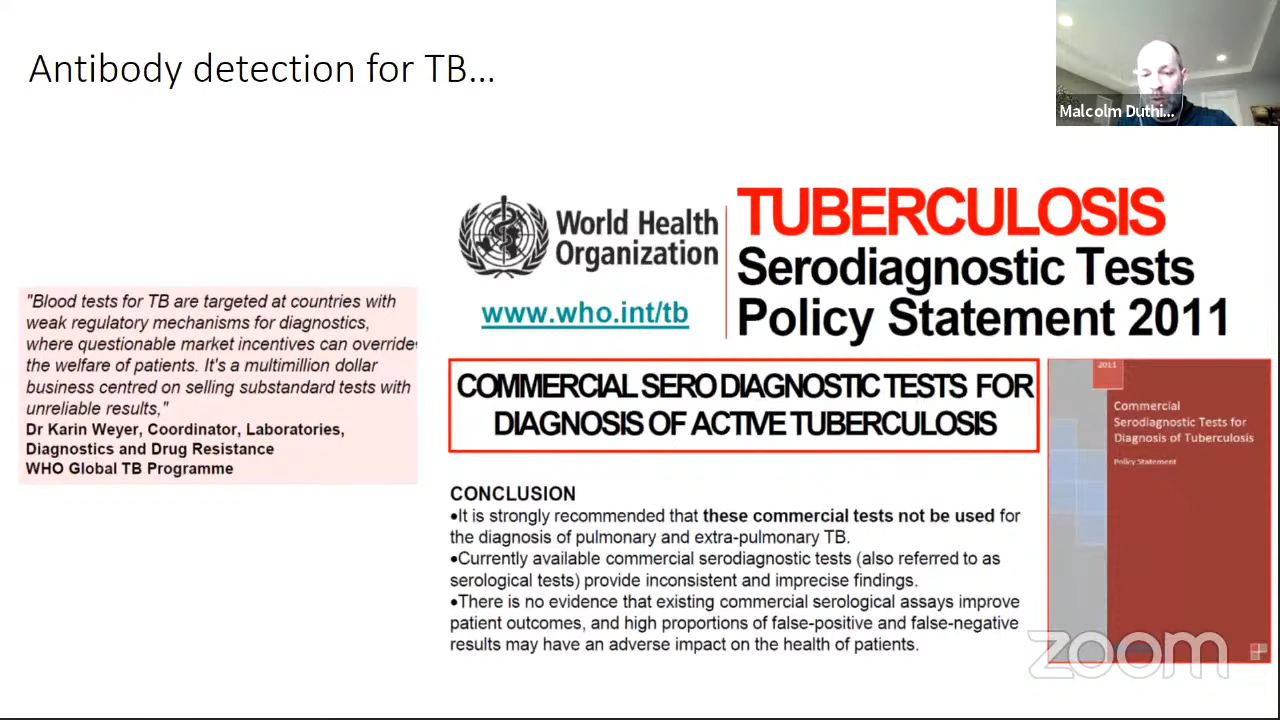 Antibody detection for TB...
Malcolm Duthi...
"Blood tests for TB are targeted at countries with
weak regulatory mechanisms for diagnostics,
where questionable market incentives can override
the welfare of patients. It's a multimillion dollar
business centred on selling substandard tests with
unreliable results,"
Dr Karin Weyer, Coordinator, Laboratories,
Diagnostics and Drug Resistance
WHO Global TB Programme
World Health
Organization
www.who.int/tb
TUBERCULOSIS
Serodiagnostic Tests
Policy Statement 2011
COMMERCIAL SERO DIAGNOSTIC TESTS FOR
DIAGNOSIS OF ACTIVE TUBERCULOSIS
2011
Commercial
Serodiagnostic Tests for
Diagnosis of Tuberculosis
Policy Statement
CONCLUSION
•It is strongly recommended that these commercial tests not be used for
the diagnosis of pulmonary and extra-pulmonary TB.
•Currently available commercial serodiagnostic tests (also referred to as
serological tests) provide inconsistent and imprecise findings.
•There is no evidence that existing commercial serological assays improve
patient outcomes, and high proportions of false-positive and false-negative
results may have an adverse impact on the health of patients.
zoom